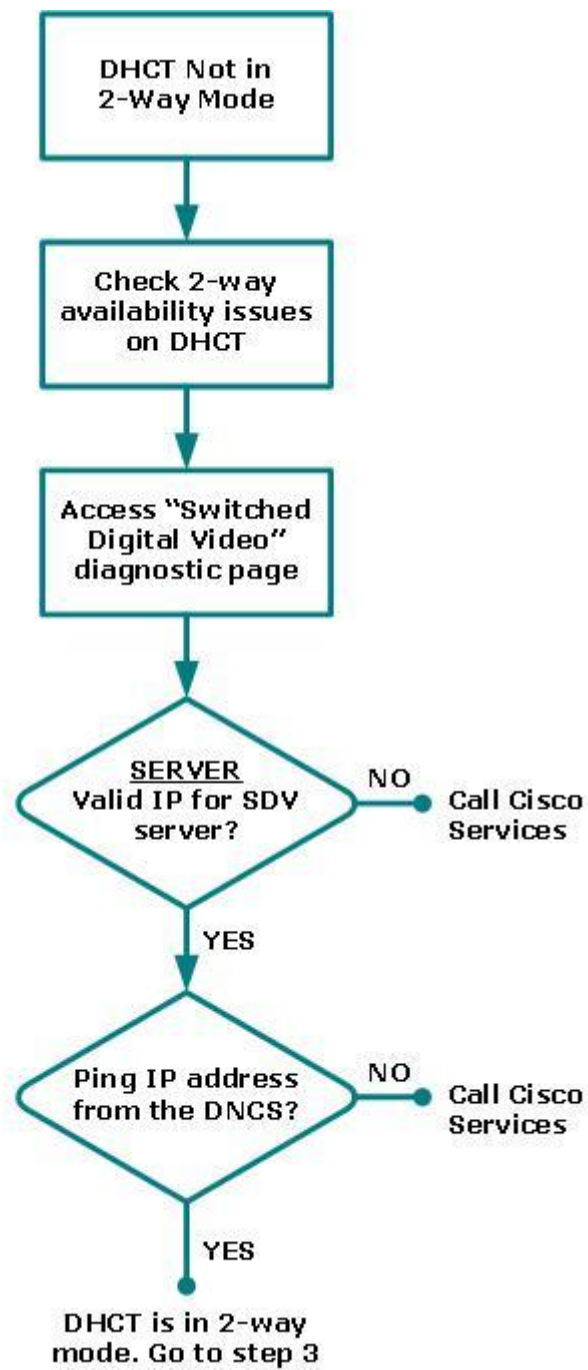 DHCT Not in
2-Way Mode
Check 2-way
availability issues
on DHCT
Access “Switched
Digital Video”
diagnostic page
SERVER
Valid IP for SDV
server?
NO
Call Cisco
Services
YES
Ping IP address
from the DNCS?
NO
Call Cisco
Services
YES
DHCT is in 2-way
mode. Go to step 3